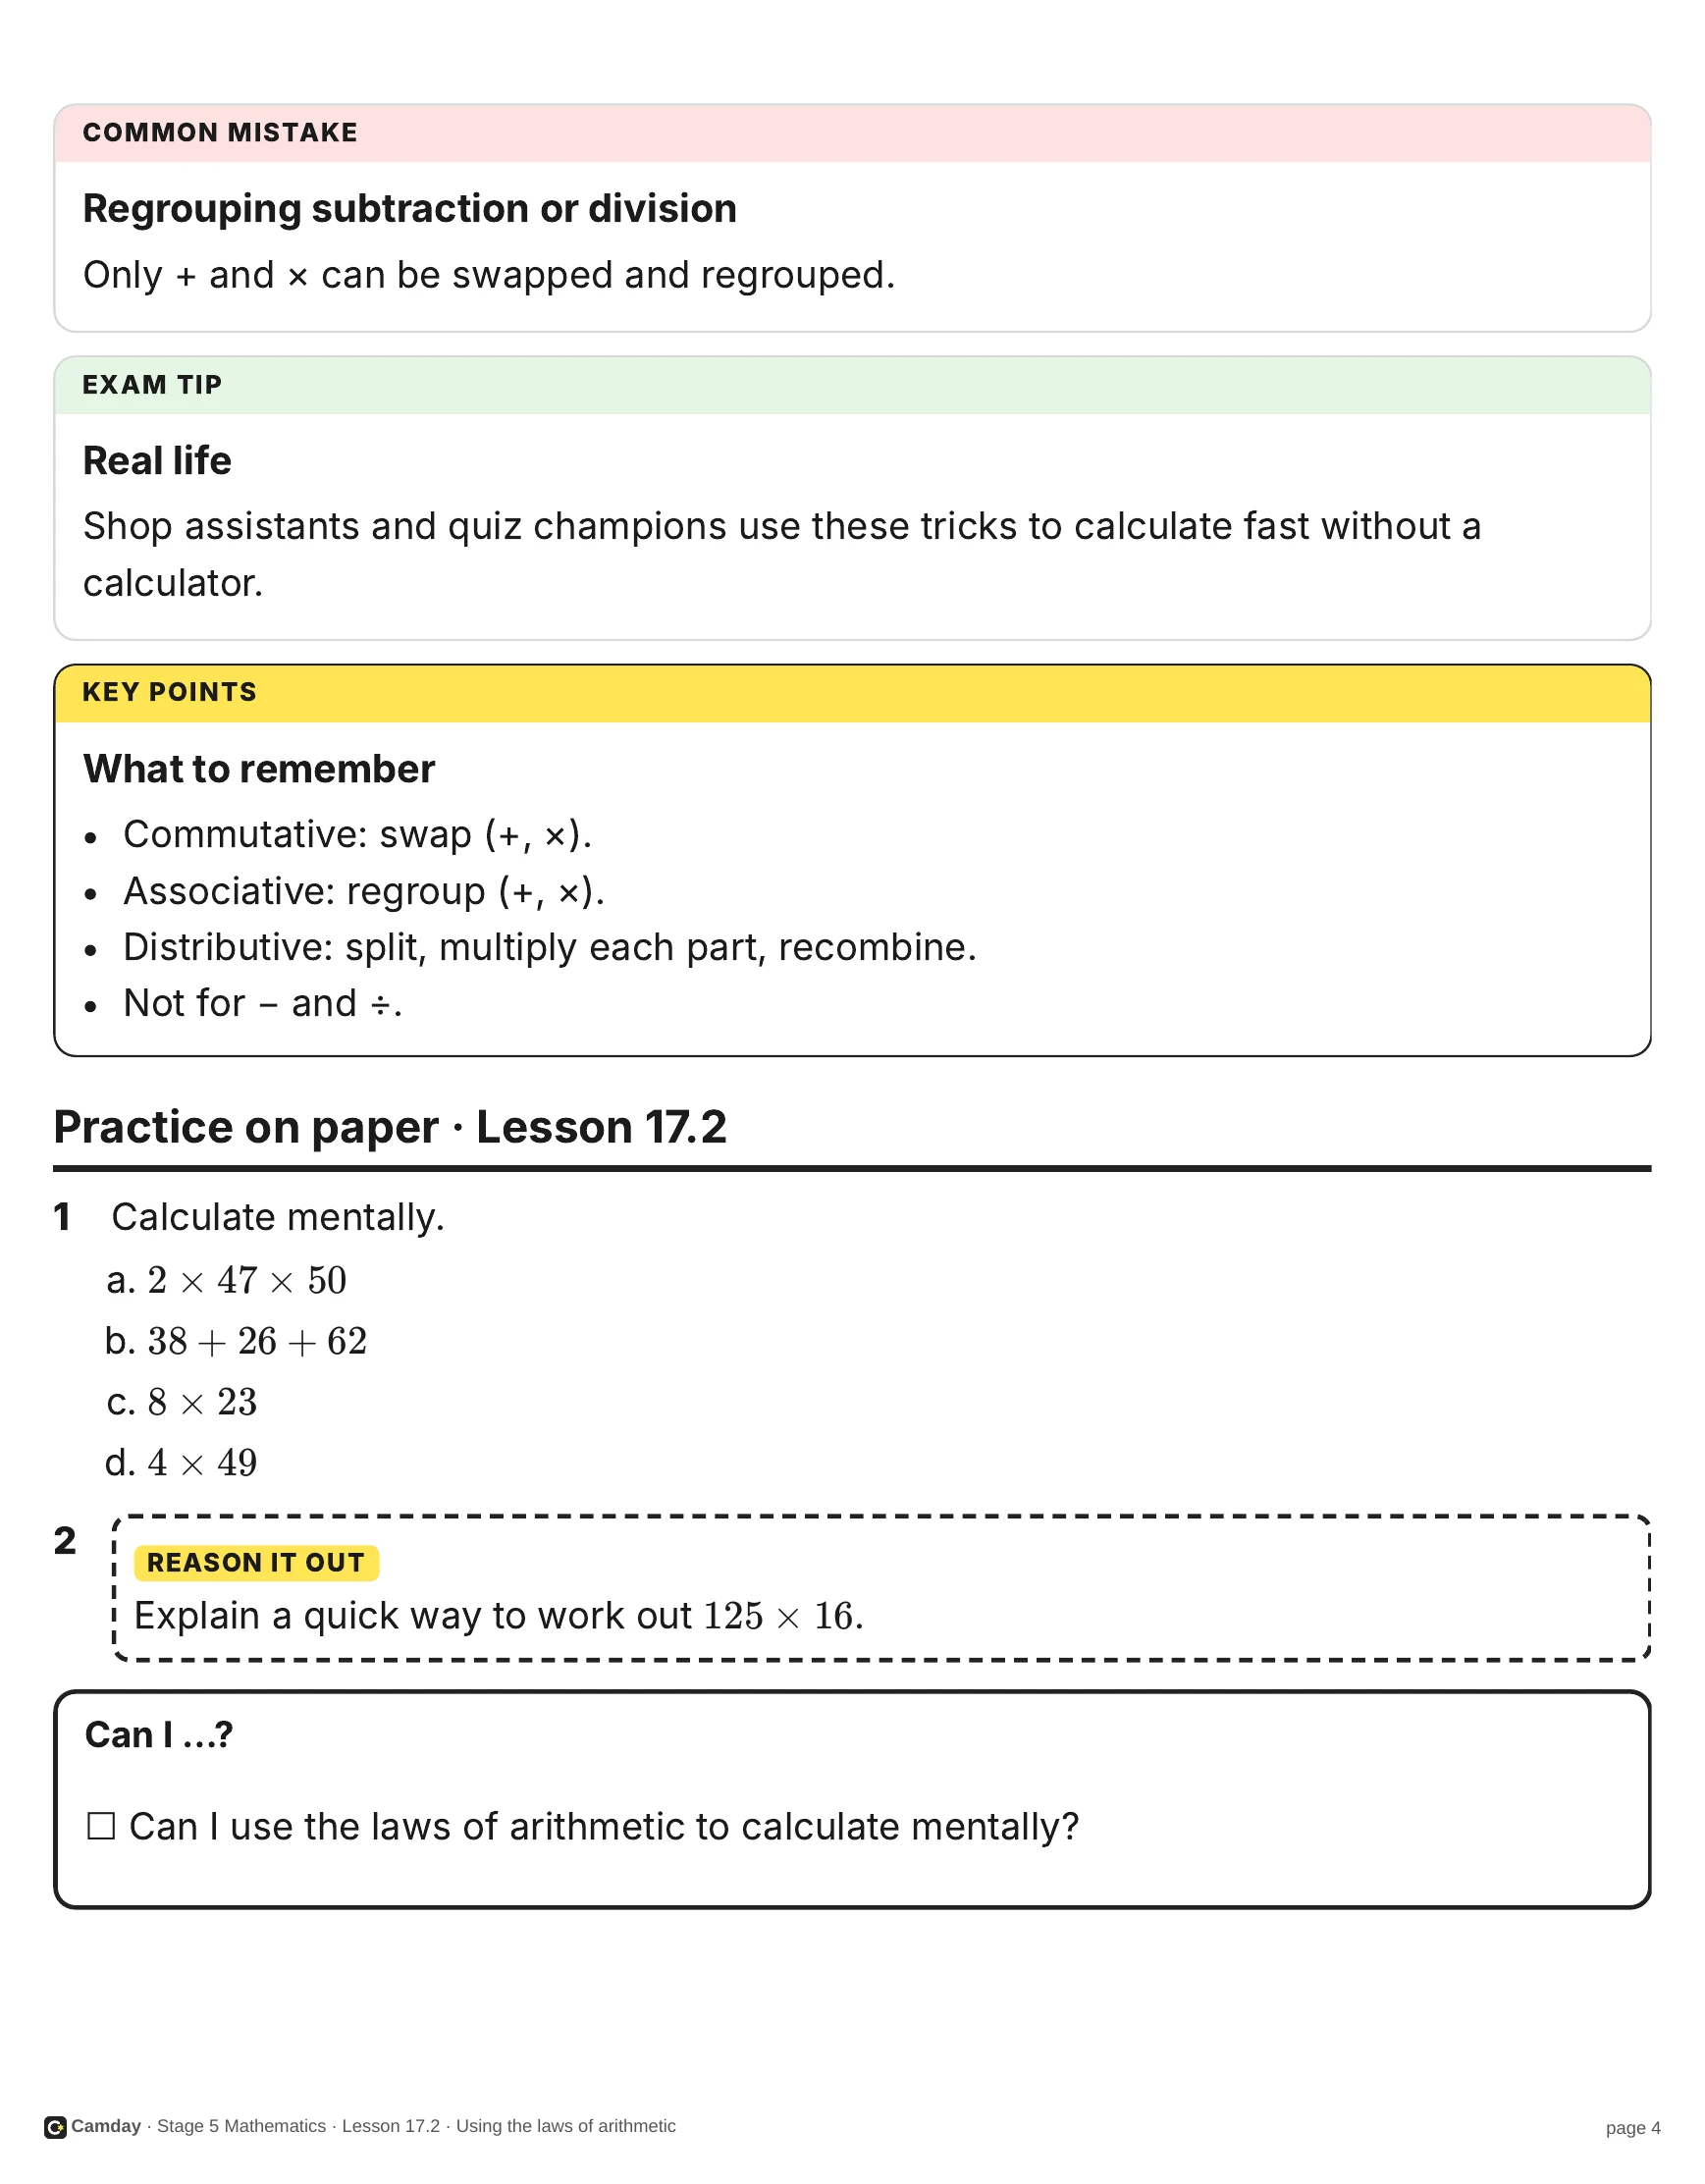 COMMON MISTAKE
Regrouping subtraction or division
Only + and × can be swapped and regrouped.
EXAM TIP
Real life
Shop assistants and quiz champions use these tricks to calculate fast without a
calculator.
KEY POINTS
What to remember
• Commutative: swap (+, ×).
• Associative: regroup (+, ×).
• Distributive: split, multiply each part, recombine.
• Not for − and ÷.
Practice on paper · Lesson 17.2
1 Calculate mentally.
a. 2 × 47 × 50
b. 38 + 26 + 62
c. 8 × 23
d. 4 × 49
2 REASON IT OUT
Explain a quick way to work out 125 × 16.
Can I …?
☐ Can I use the laws of arithmetic to calculate mentally?
Camday · Stage 5 Mathematics · Lesson 17.2 · Using the laws of arithmetic
page 4